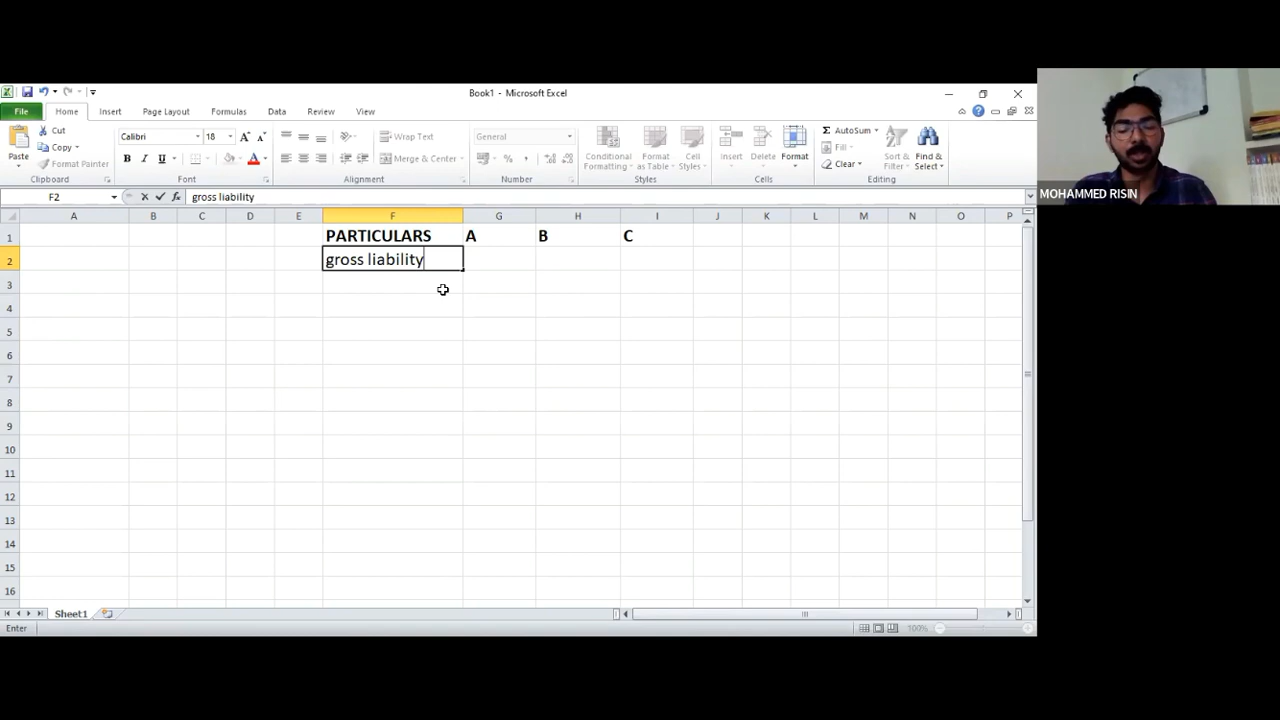 Book1 - Microsoft Excel
File Home Insert Page Layout Formulas Data Review View
Paste
Cut
Copy
Format Painter
Clipboard
Calibri 18
B I U
Font
Wrap Text
Merge & Center
Alignment
General
Number
Conditional Formatting
Format as Table
Cell Styles
Styles
Insert Delete Format
Cells
AutoSum
Fill
Clear
Sort & Filter
Find & Select
Editing
MOHAMMED RISIN
F2 fx gross liability
A B C D E F G H I J K L M N O P
1 PARTICULARS A B C
2 gross liability
3
4
5
6
7
8
9
10
11
12
13
14
15
16
Sheet1
Enter 100%